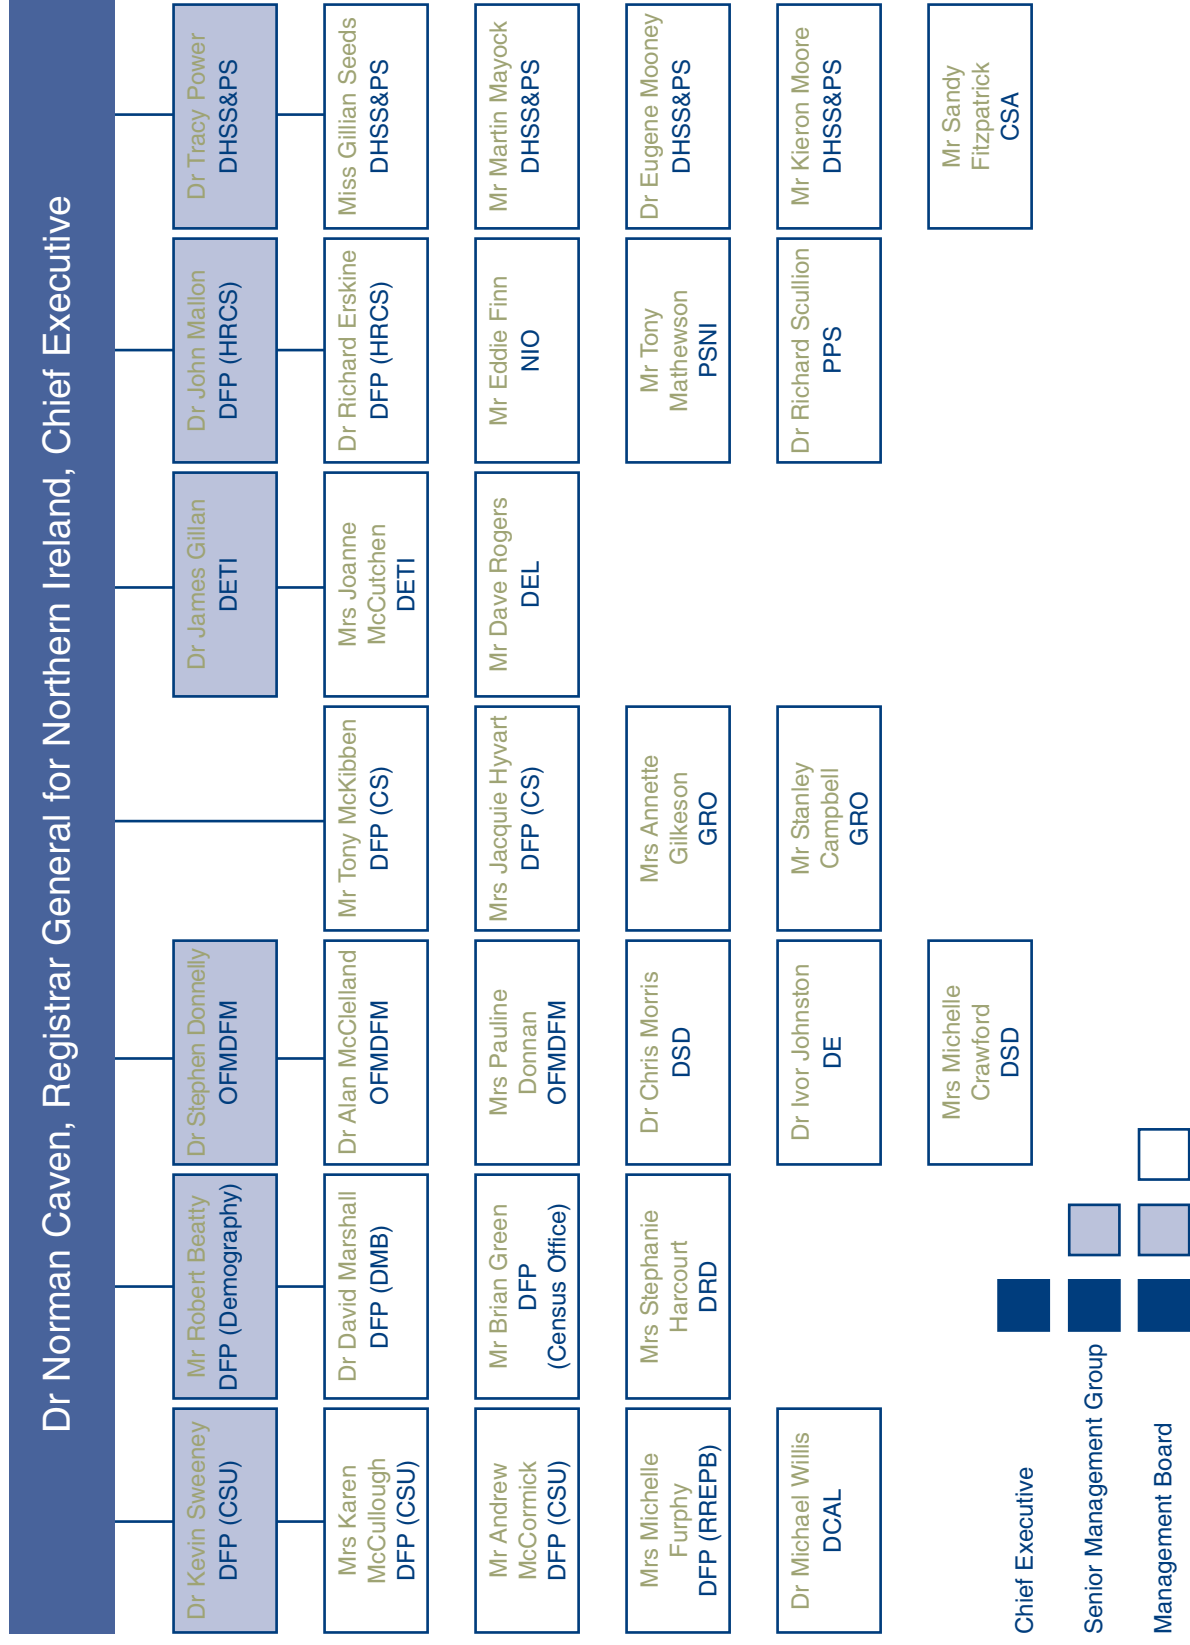 Dr Norman Caven, Registrar General for Northern Ireland, Chief Executive
Dr Kevin Sweeney
DFP (CSU)
Mrs Karen
McCullough
DFP (CSU)
Mr Andrew
McCormick
DFP (CSU)
Mrs Michelle
Furphy
DFP (RREPB)
Dr Michael Willis
DCAL
Mr Robert Beatty
DFP (Demography)
Dr David Marshall
DFP (DMB)
Mr Brian Green
DFP
(Census Office)
Mrs Stephanie
Harcourt
DRD
Dr Stephen Donnelly
OFMDFM
Dr Alan McClelland
OFMDFM
Mrs Pauline
Donnan
OFMDFM
Dr Chris Morris
DSD
Dr Ivor Johnston
DE
Mrs Michelle
Crawford
DSD
Mr Tony McKibben
DFP (CS)
Mrs Jacquie Hyvart
DFP (CS)
Mrs Annette
Gilkeson
GRO
Mr Stanley
Campbell
GRO
Dr James Gillan
DETI
Mrs Joanne
McCutchen
DETI
Mr Dave Rogers
DEL
Dr John Mallon
DFP (HRCS)
Dr Richard Erskine
DFP (HRCS)
Mr Eddie Finn
NIO
Mr Tony
Mathewson
PSNI
Dr Richard Scullion
PPS
Dr Tracy Power
DHSS&PS
Miss Gillian Seeds
DHSS&PS
Mr Martin Mayock
DHSS&PS
Dr Eugene Mooney
DHSS&PS
Mr Kieron Moore
DHSS&PS
Mr Sandy
Fitzpatrick
CSA
Chief Executive
Senior Management Group
Management Board